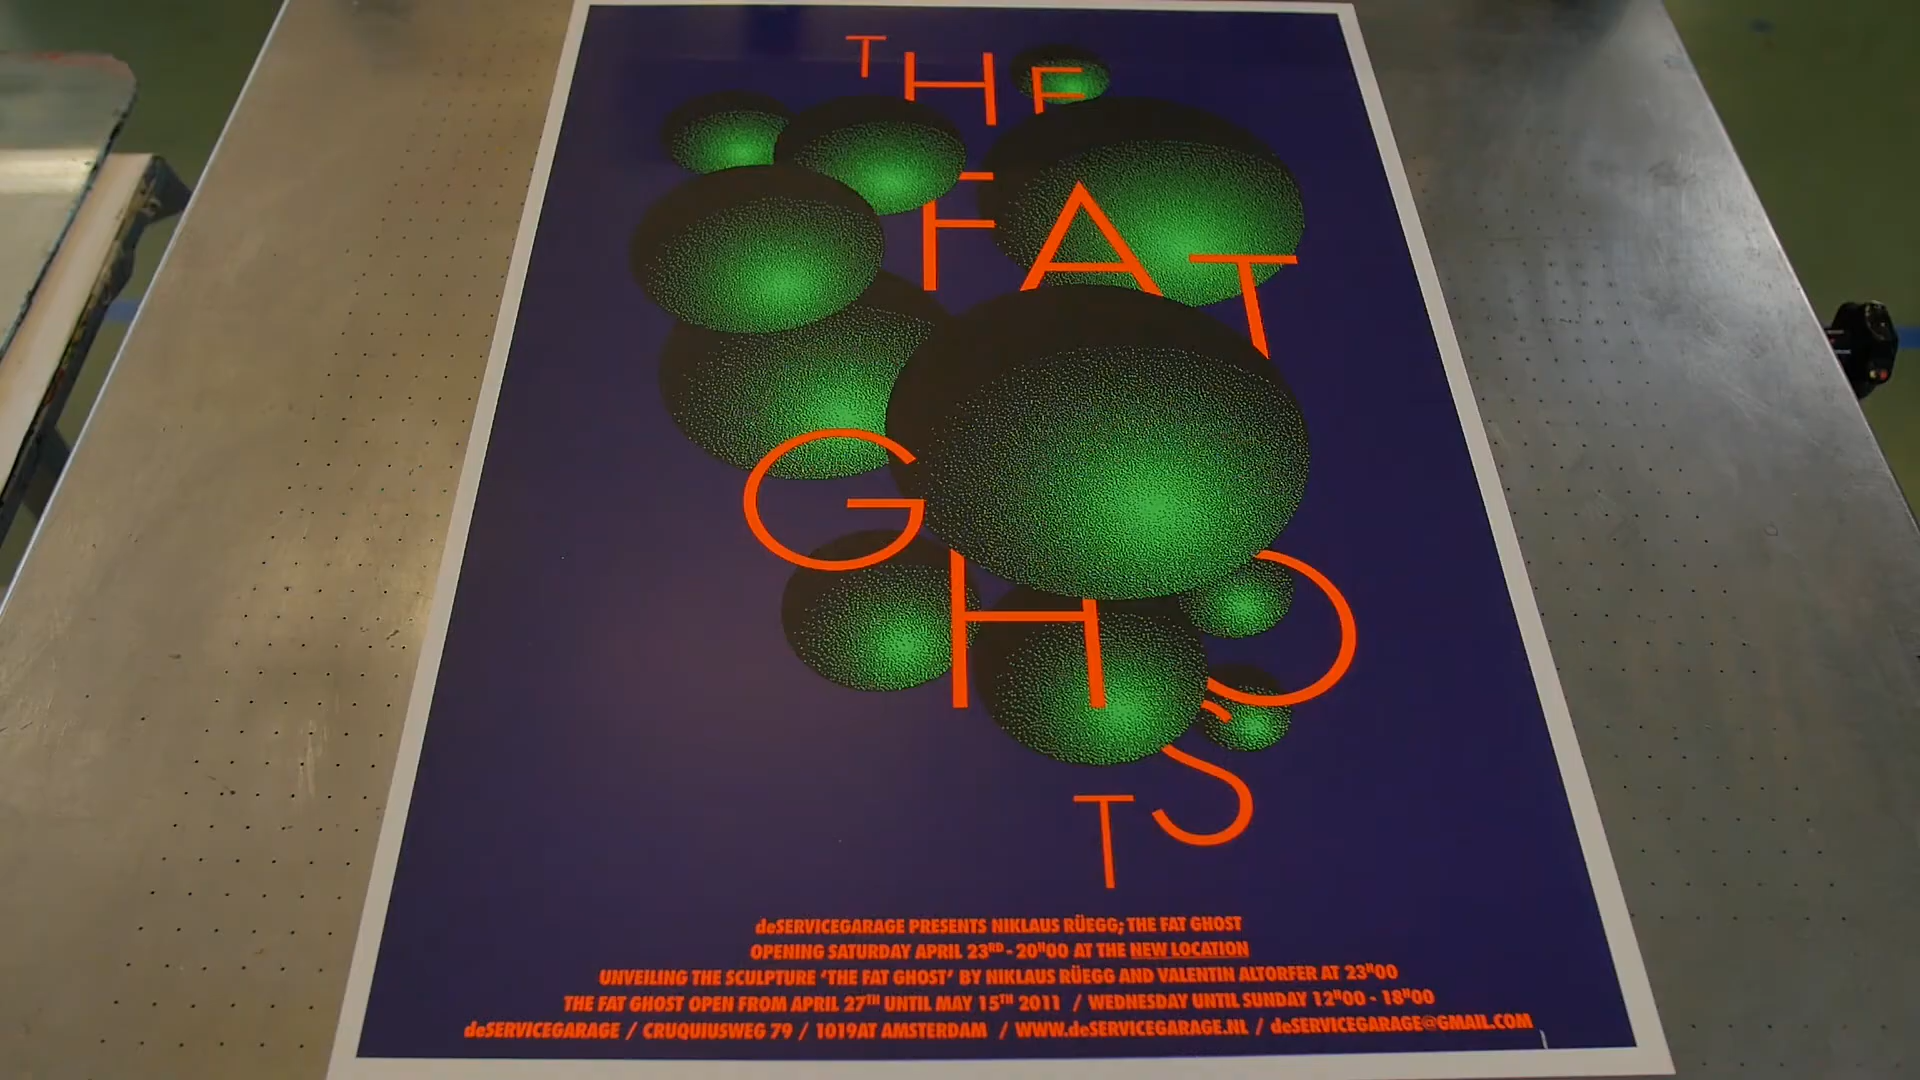 THE
FAT
GHOST
deSERVICEGARAGE PRESENTS NIKLAUS RÜEGG; THE FAT GHOST
OPENING SATURDAY APRIL 23RD - 20H00 AT THE NEW LOCATION
UNVEILING THE SCULPTURE ‘THE FAT GHOST’ BY NIKLAUS RÜEGG AND VALENTIN ALTORFER AT 23H00
THE FAT GHOST OPEN FROM APRIL 27TH UNTIL MAY 15TH 2011 / WEDNESDAY UNTIL SUNDAY 12H00 - 18H00
deSERVICEGARAGE / CRUQUIUSWEG 79 / 1019AT AMSTERDAM / WWW.deSERVICEGARAGE.NL / deSERVICEGARAGE@GMAIL.COM